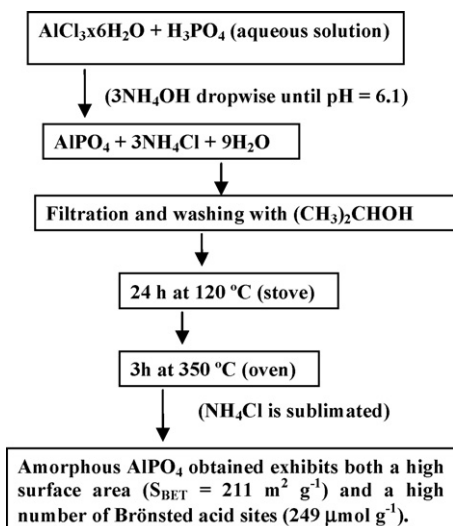 AlCl₃x6H₂O + H₃PO₄ (aqueous solution)
(3NH₄OH dropwise until pH = 6.1)
AlPO₄ + 3NH₄Cl + 9H₂O
Filtration and washing with (CH₃)₂CHOH
24 h at 120 ºC (stove)
3h at 350 ºC (oven)
(NH₄Cl is sublimated)
Amorphous AlPO₄ obtained exhibits both a high
surface area (S_BET = 211 m² g⁻¹) and a high
number of Brönsted acid sites (249 μmol g⁻¹).